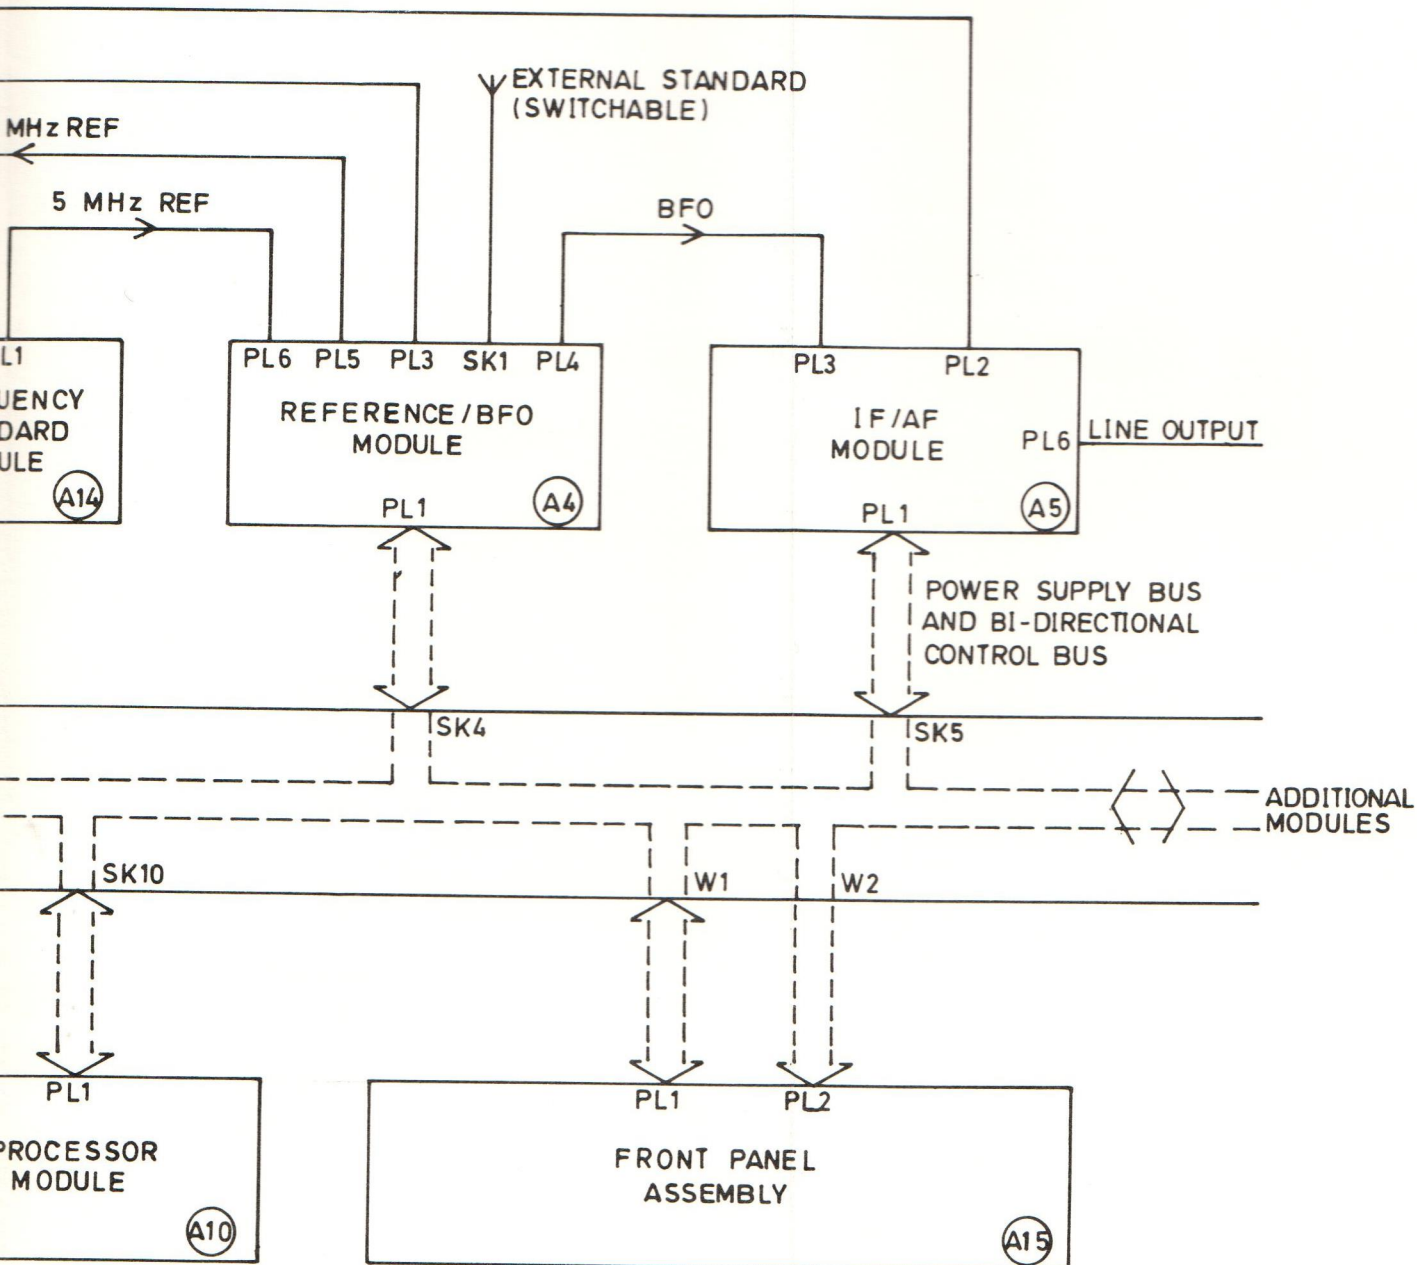 EXTERNAL STANDARD
(SWITCHABLE)
MHz REF
5 MHz REF
BFO
L1
UENCY
DARD
ULE
A14
PL6 PL5 PL3 SK1 PL4
REFERENCE/BFO
MODULE
A4
PL1
PL3 PL2
IF/AF
MODULE
PL6
LINE OUTPUT
PL1
A5
POWER SUPPLY BUS
AND BI-DIRECTIONAL
CONTROL BUS
SK4
SK5
ADDITIONAL
MODULES
SK10
W1
W2
PL1
PROCESSOR
MODULE
A10
PL1 PL2
FRONT PANEL
ASSEMBLY
A15